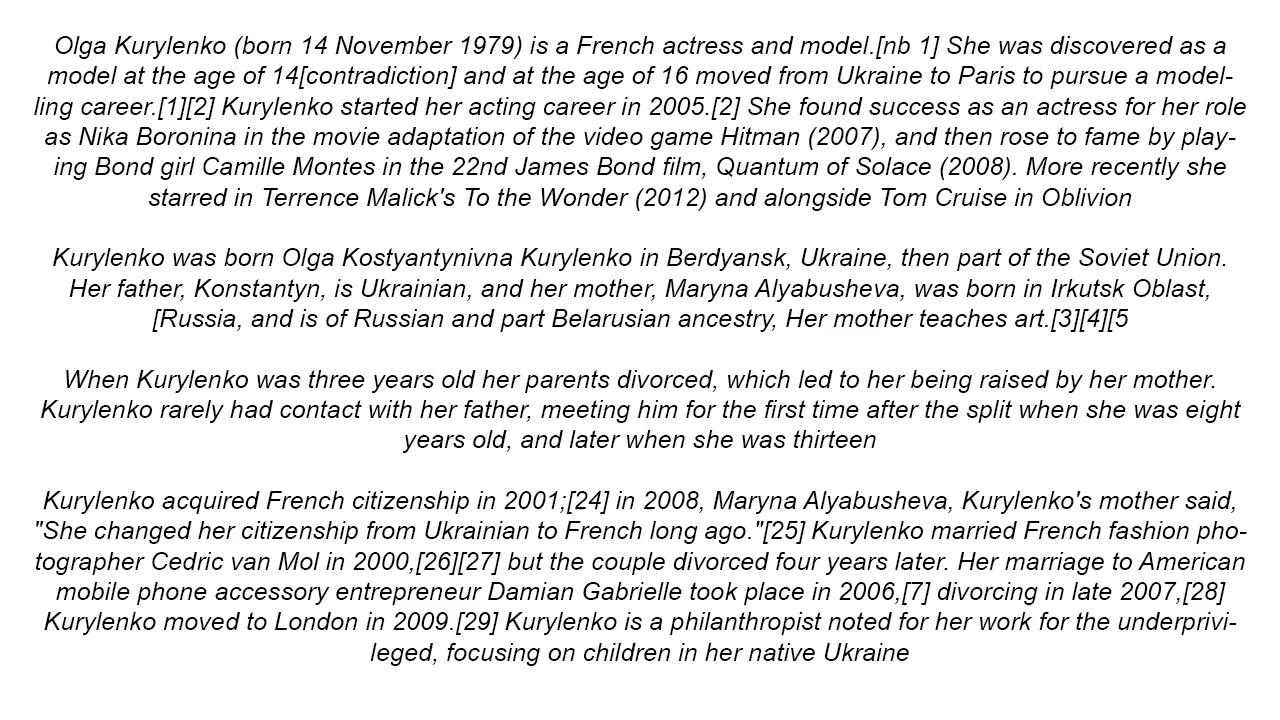 Olga Kurylenko (born 14 November 1979) is a French actress and model.[nb 1] She was discovered as a
model at the age of 14[contradiction] and at the age of 16 moved from Ukraine to Paris to pursue a model-
ling career.[1][2] Kurylenko started her acting career in 2005.[2] She found success as an actress for her role
as Nika Boronina in the movie adaptation of the video game Hitman (2007), and then rose to fame by play-
ing Bond girl Camille Montes in the 22nd James Bond film, Quantum of Solace (2008). More recently she
starred in Terrence Malick's To the Wonder (2012) and alongside Tom Cruise in Oblivion
Kurylenko was born Olga Kostyantynivna Kurylenko in Berdyansk, Ukraine, then part of the Soviet Union.
Her father, Konstantyn, is Ukrainian, and her mother, Maryna Alyabusheva, was born in Irkutsk Oblast,
[Russia, and is of Russian and part Belarusian ancestry, Her mother teaches art.[3][4][5
When Kurylenko was three years old her parents divorced, which led to her being raised by her mother.
Kurylenko rarely had contact with her father, meeting him for the first time after the split when she was eight
years old, and later when she was thirteen
Kurylenko acquired French citizenship in 2001;[24] in 2008, Maryna Alyabusheva, Kurylenko's mother said,
"She changed her citizenship from Ukrainian to French long ago."[25] Kurylenko married French fashion pho-
tographer Cedric van Mol in 2000,[26][27] but the couple divorced four years later. Her marriage to American
mobile phone accessory entrepreneur Damian Gabrielle took place in 2006,[7] divorcing in late 2007,[28]
Kurylenko moved to London in 2009.[29] Kurylenko is a philanthropist noted for her work for the underprivi-
leged, focusing on children in her native Ukraine